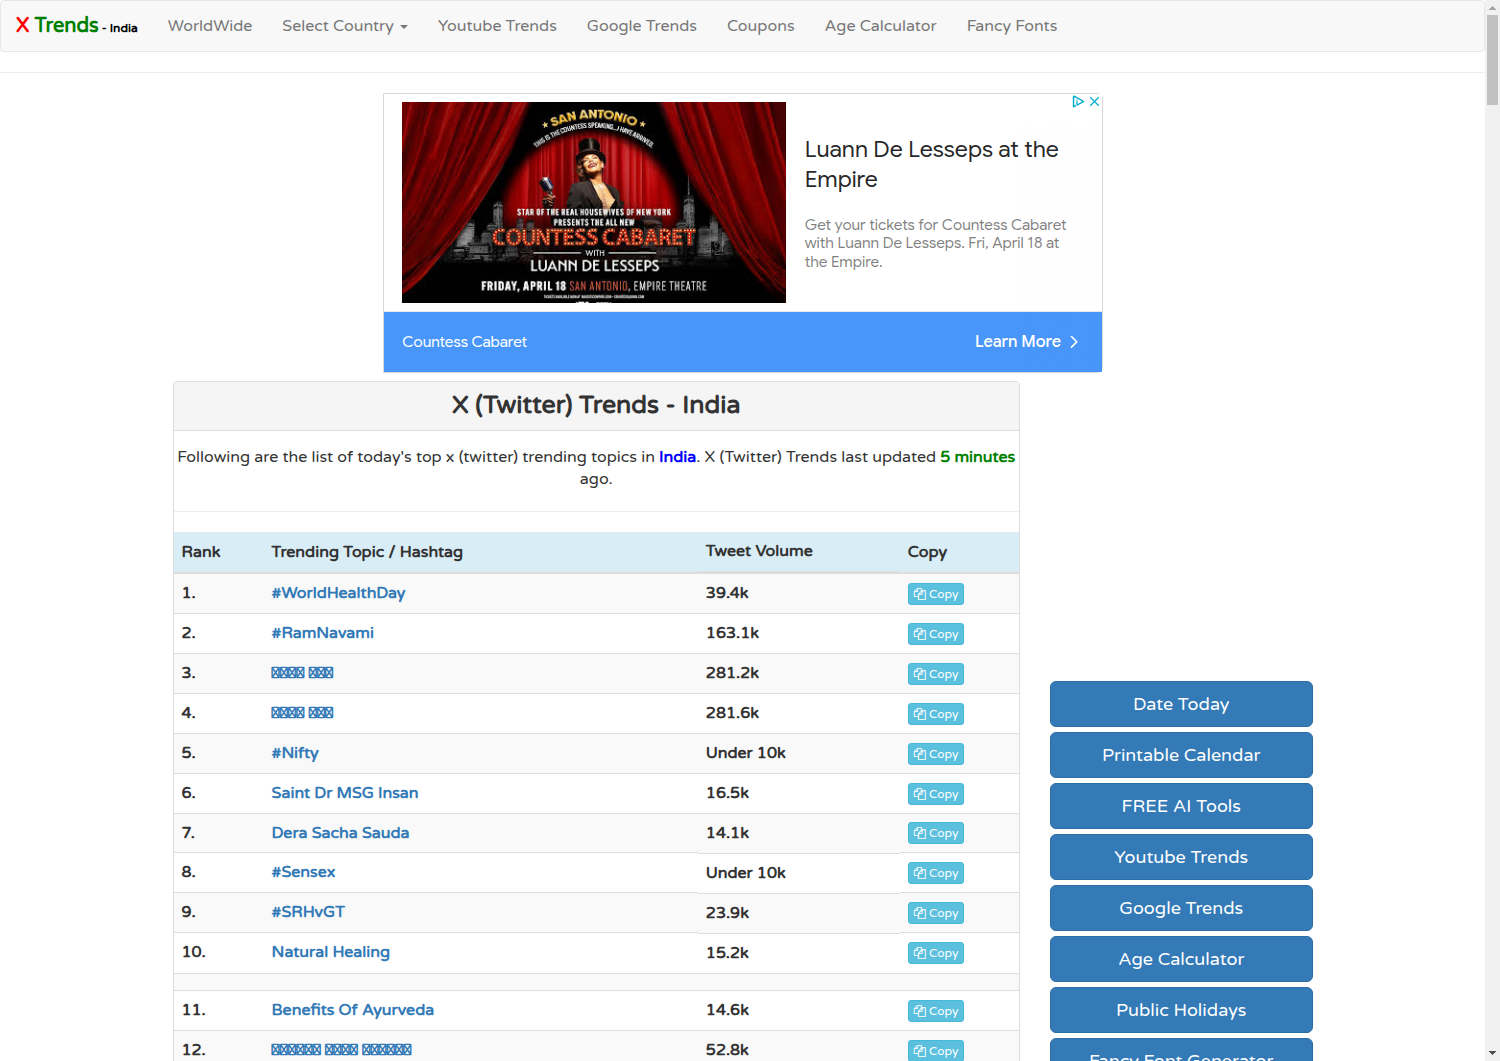 X Trends - India
WorldWide
Select Country
Youtube Trends
Google Trends
Coupons
Age Calculator
Fancy Fonts
SAN ANTONIO
THIS IS THE COUNTESS SPEAKING...I HAVE ARRIVED.
STAR OF THE REAL HOUSEWIVES OF NEW YORK
PRESENTS THE ALL NEW
COUNTESS CABARET
WITH
LUANN DE LESSEPS
FRIDAY, APRIL 18 SAN ANTONIO, EMPIRE THEATRE
Luann De Lesseps at the
Empire
Get your tickets for Countess Cabaret
with Luann De Lesseps. Fri, April 18 at
the Empire.
Countess Cabaret
Learn More
X (Twitter) Trends - India
Following are the list of today's top x (twitter) trending topics in India. X (Twitter) Trends last updated 5 minutes
ago.
Rank Trending Topic / Hashtag Tweet Volume Copy
1. #WorldHealthDay 39.4k Copy
2. #RamNavami 163.1k Copy
3. 281.2k Copy
4. 281.6k Copy
5. #Nifty Under 10k Copy
6. Saint Dr MSG Insan 16.5k Copy
7. Dera Sacha Sauda 14.1k Copy
8. #Sensex Under 10k Copy
9. #SRHvGT 23.9k Copy
10. Natural Healing 15.2k Copy
11. Benefits Of Ayurveda 14.6k Copy
12. 52.8k Copy
Date Today
Printable Calendar
FREE AI Tools
Youtube Trends
Google Trends
Age Calculator
Public Holidays
Fancy Font Generator